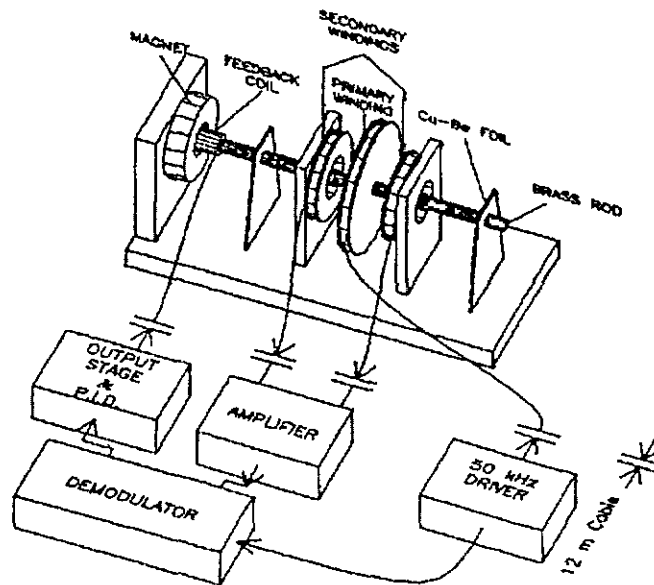 SECONDARY
WINDINGS
MAGNET
FEEDBACK
COIL
PRIMARY
WINDING
Cu-Be FOIL
BRASS ROD
OUTPUT
STAGE
&
P.I.D.
AMPLIFIER
DEMODULATOR
50 kHz
DRIVER
12 m Cable